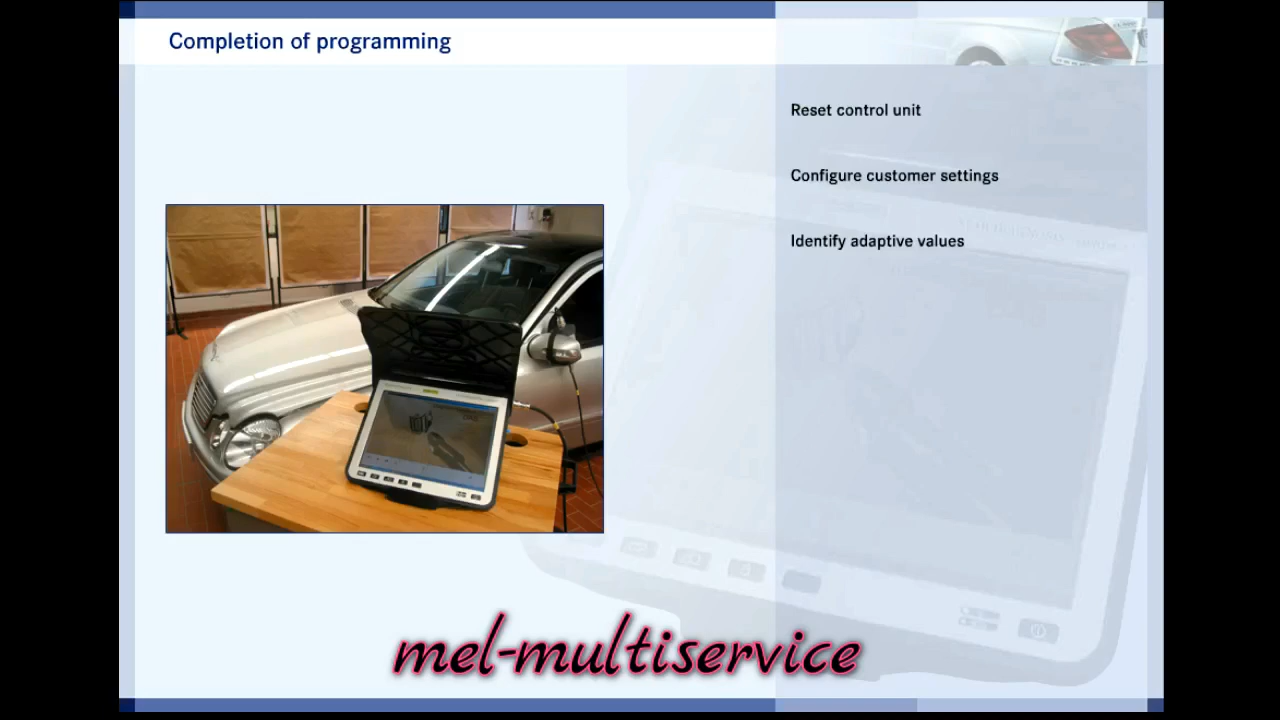 Completion of programming
Reset control unit
Configure customer settings
Identify adaptive values
mel-multiservice